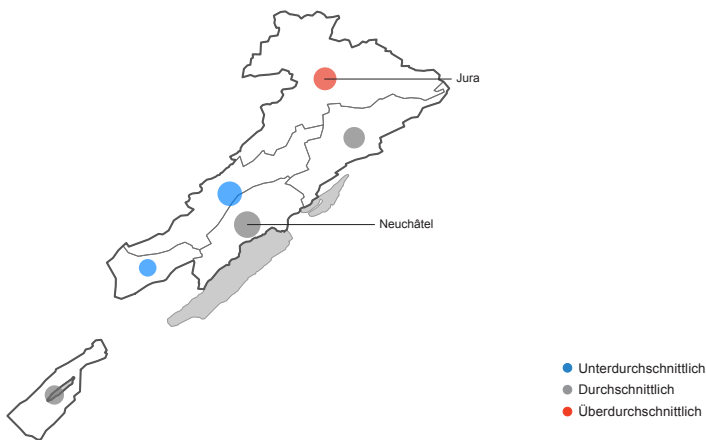 Jura
Neuchâtel
Unterdurchschnittlich
Durchschnittlich
Überdurchschnittlich